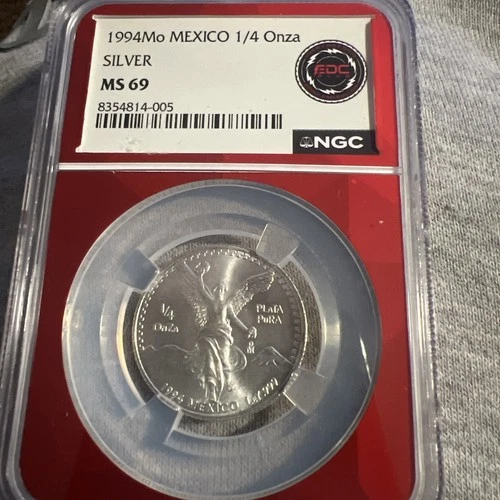 1994Mo MEXICO 1/4 Onza
SILVER
MS 69
8354814-005
EDC
NGC
1/4
OnZa
PLATA
PURA
1994 MEXICO Ley.999